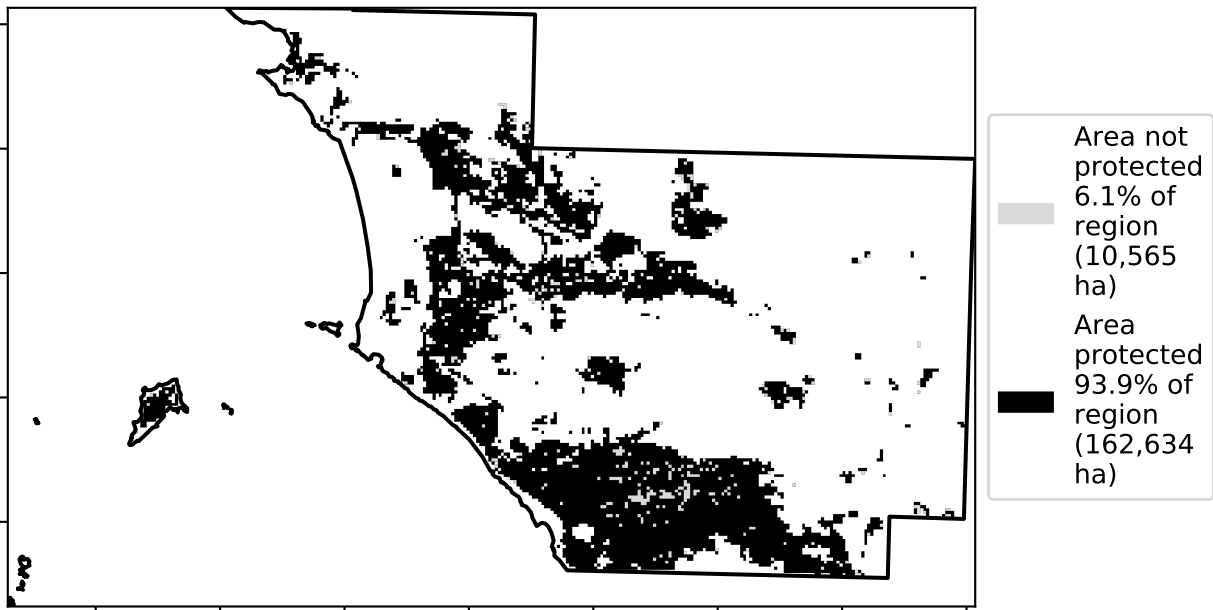 Area not
protected
6.1% of
region
(10,565
ha)
Area
protected
93.9% of
region
(162,634
ha)